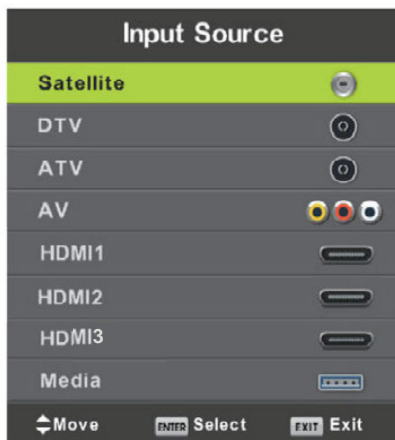 Input Source
Satellite
DTV
ATV
AV
HDMI1
HDMI2
HDMI3
Media
Move ENTER Select EXIT Exit